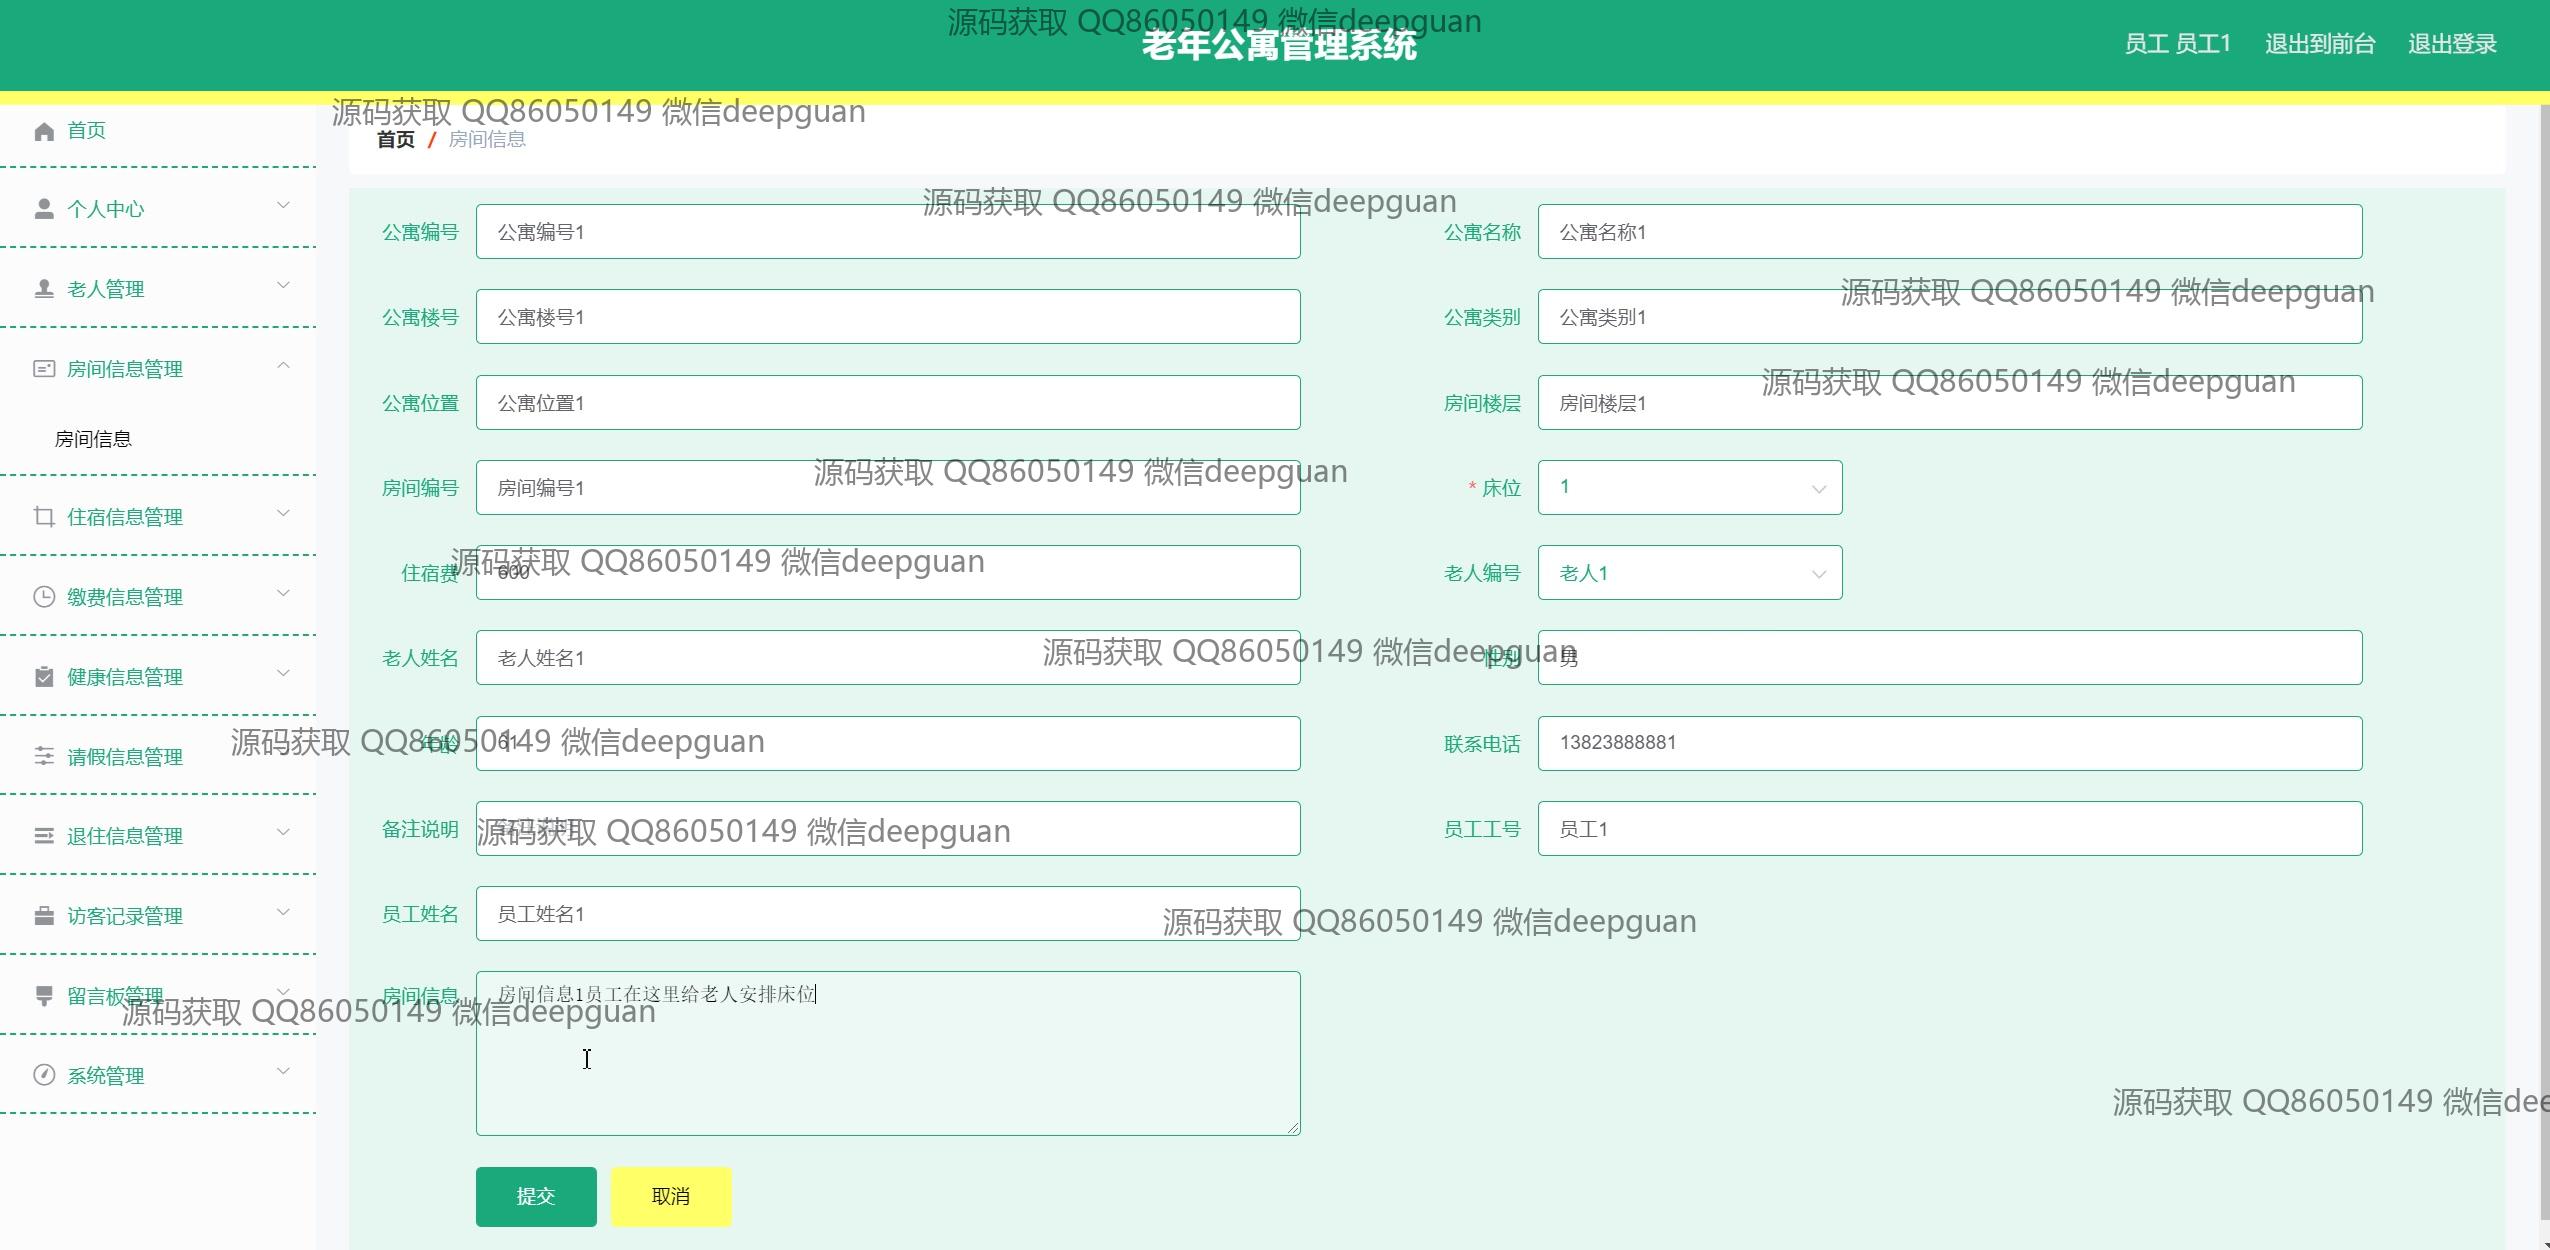 源码获取 QQ86050149 微信deepguan
老年公寓管理系统
员工 员工1 退出到前台 退出登录
源码获取 QQ86050149 微信deepguan
首页
首页 / 房间信息
源码获取 QQ86050149 微信deepguan
个人中心
公寓编号 公寓编号1 公寓名称 公寓名称1
老人管理
源码获取 QQ86050149 微信deepguan
公寓楼号 公寓楼号1 公寓类别 公寓类别1
房间信息管理
源码获取 QQ86050149 微信deepguan
公寓位置 公寓位置1 房间楼层 房间楼层1
房间信息
源码获取 QQ86050149 微信deepguan
房间编号 房间编号1 * 床位 1
住宿信息管理
源码获取 QQ86050149 微信deepguan
住宿费 600 老人编号 老人1
缴费信息管理
源码获取 QQ86050149 微信deepguan
老人姓名 老人姓名1 性别 男
健康信息管理
源码获取 QQ86050149 微信deepguan
年龄 61 联系电话 13823888881
请假信息管理
源码获取 QQ86050149 微信deepguan
备注说明 备注说明 员工工号 员工1
退住信息管理
员工姓名 员工姓名1
源码获取 QQ86050149 微信deepguan
访客记录管理
房间信息 房间信息1员工在这里给老人安排床位
留言板管理
源码获取 QQ86050149 微信deepguan
系统管理
源码获取 QQ86050149 微信dee
提交 取消